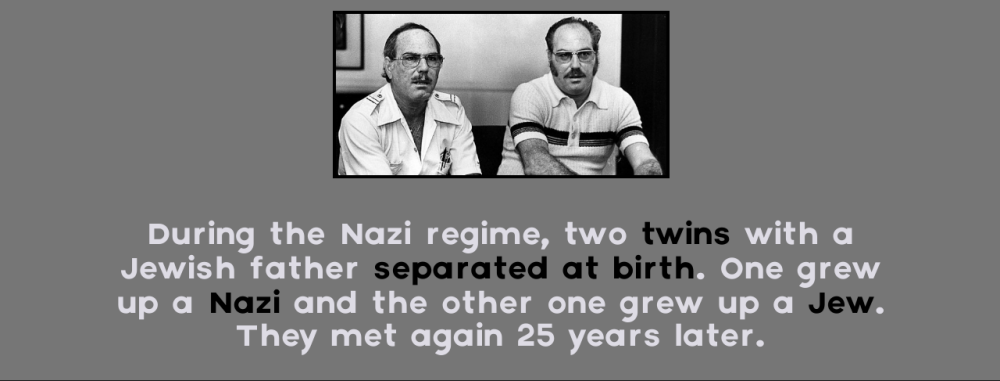 During the Nazi regime, two twins with a
Jewish father separated at birth. One grew
up a Nazi and the other one grew up a Jew.
They met again 25 years later.